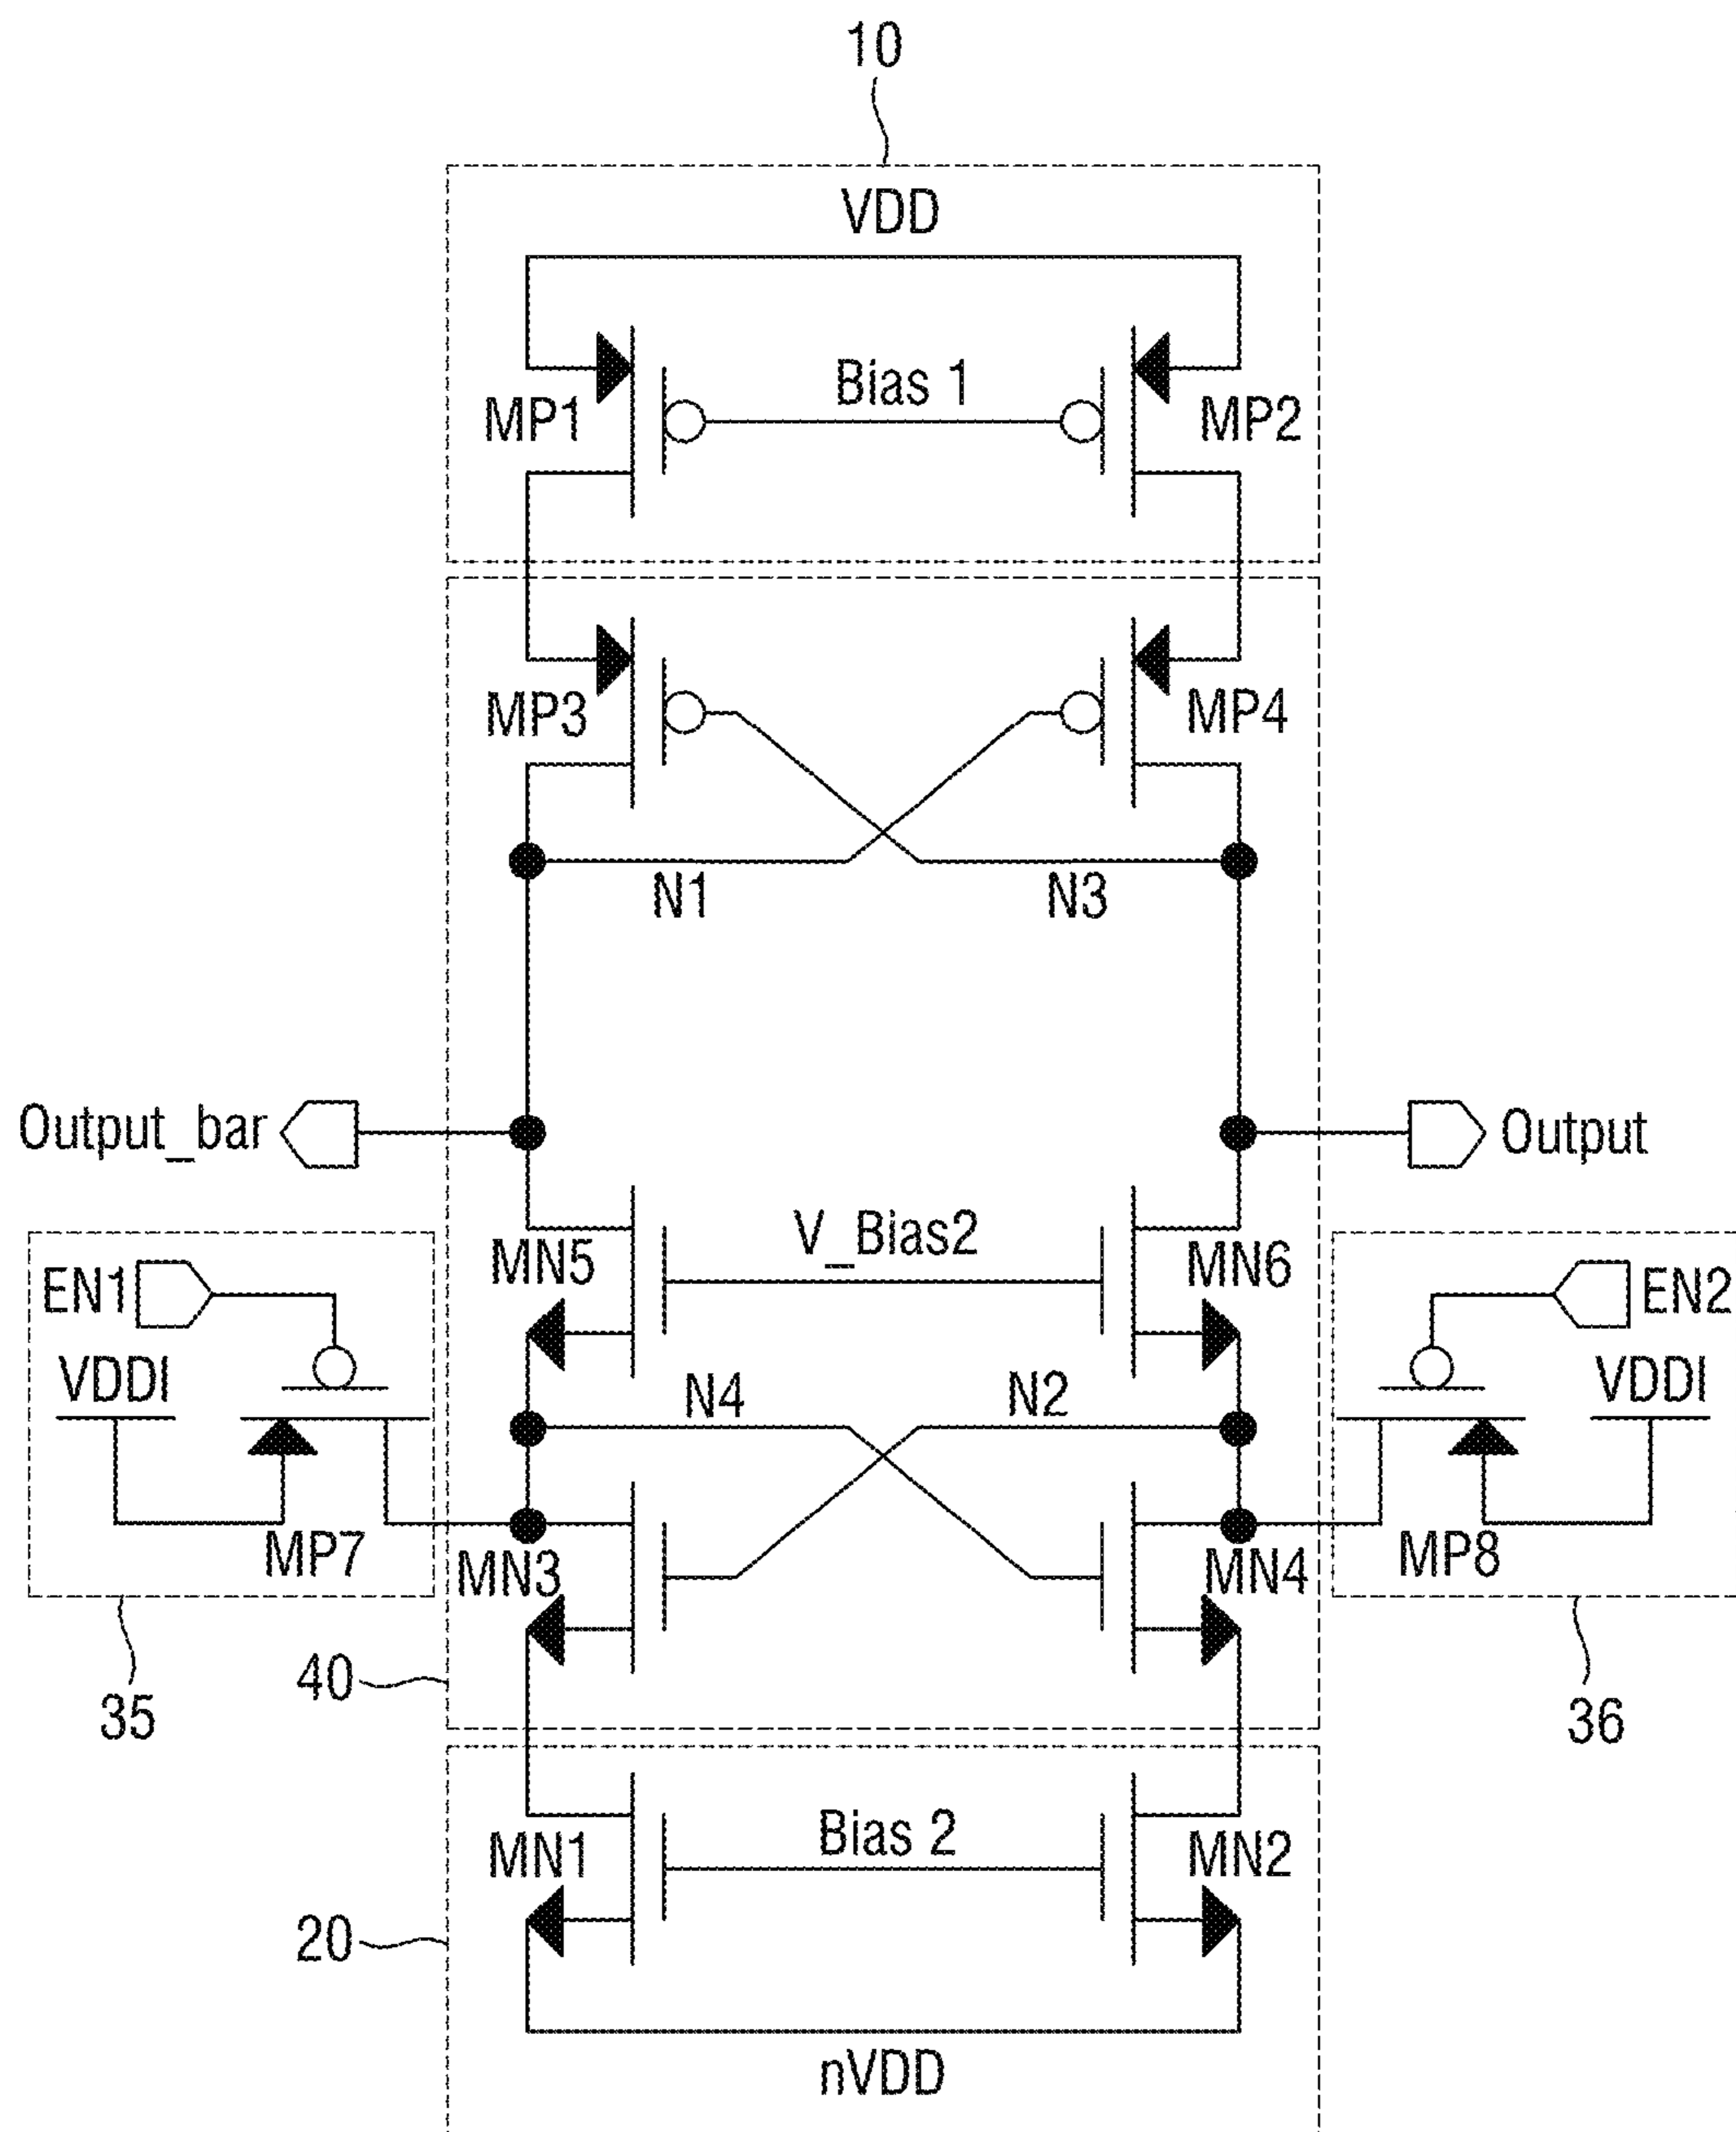 10
VDD
Bias 1
MP1
MP2
MP3
MP4
N1
N3
Output_bar
Output
V_Bias2
MN5
MN6
EN1
EN2
VDDI
VDDI
N4
N2
MP7
MN3
MN4
MP8
35
40
36
Bias 2
MN1
MN2
20
nVDD